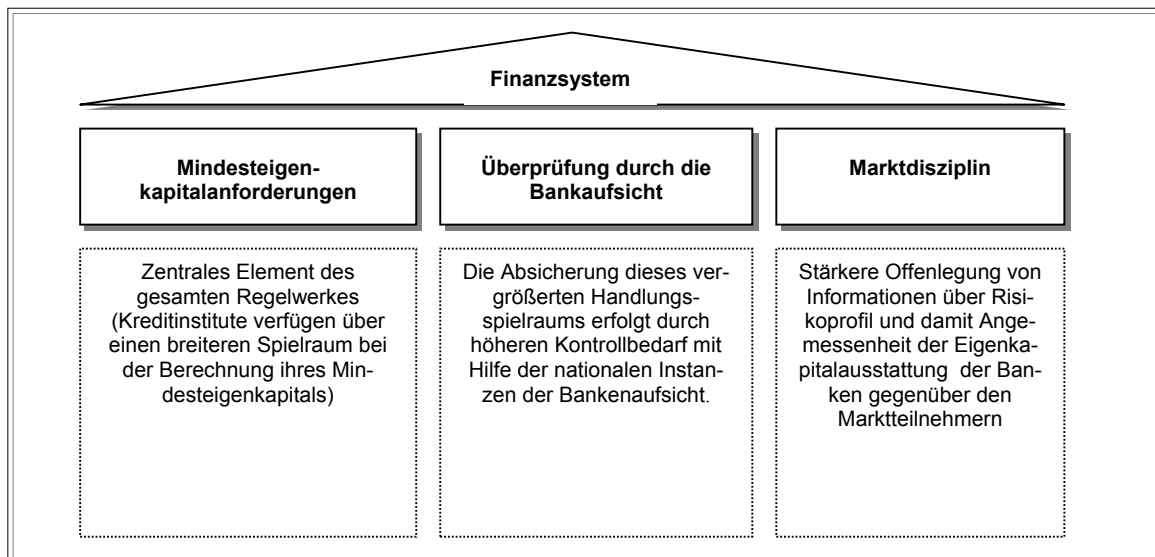 Finanzsystem
Mindesteigen-
kapitalanforderungen
Überprüfung durch die
Bankaufsicht
Marktdisziplin
Zentrales Element des
gesamten Regelwerkes
(Kreditinstitute verfügen über
einen breiteren Spielraum bei
der Berechnung ihres Min-
desteigenkapitals)
Die Absicherung dieses ver-
größerten Handlungs-
spielraums erfolgt durch
höheren Kontrollbedarf mit
Hilfe der nationalen Instan-
zen der Bankenaufsicht.
Stärkere Offenlegung von
Informationen über Risi-
koprofil und damit Ange-
messenheit der Eigenka-
pitalausstattung der Ban-
ken gegenüber den
Marktteilnehmern